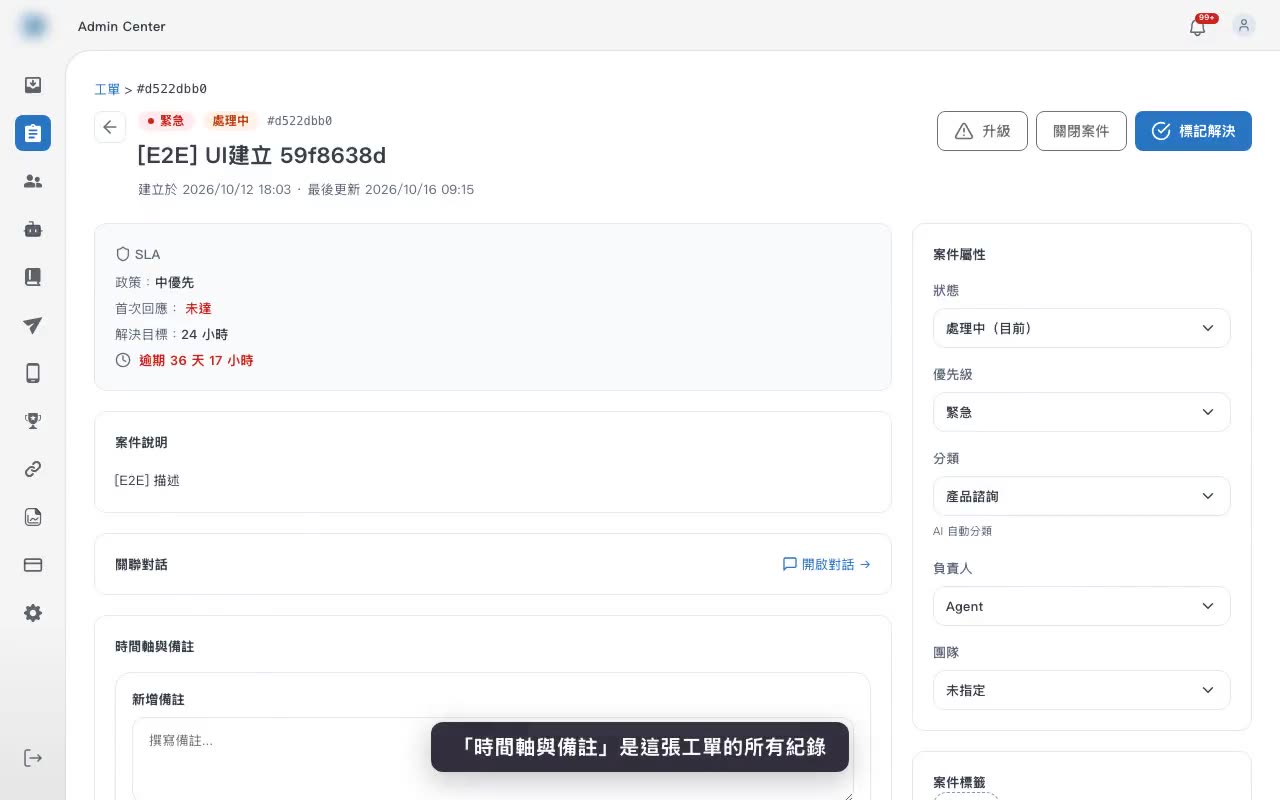 Admin Center
99+
工單 > #d522dbb0
緊急 處理中 #d522dbb0
[E2E] UI建立 59f8638d
建立於 2026/10/12 18:03 · 最後更新 2026/10/16 09:15
升級
關閉案件
標記解決
SLA
政策：中優先
首次回應： 未達
解決目標：24 小時
逾期 36 天 17 小時
案件說明
[E2E] 描述
關聯對話
開啟對話 →
時間軸與備註
新增備註
撰寫備註...
「時間軸與備註」是這張工單的所有紀錄
案件屬性
狀態
處理中（目前）
優先級
緊急
分類
產品諮詢
AI 自動分類
負責人
Agent
團隊
未指定
案件標籤